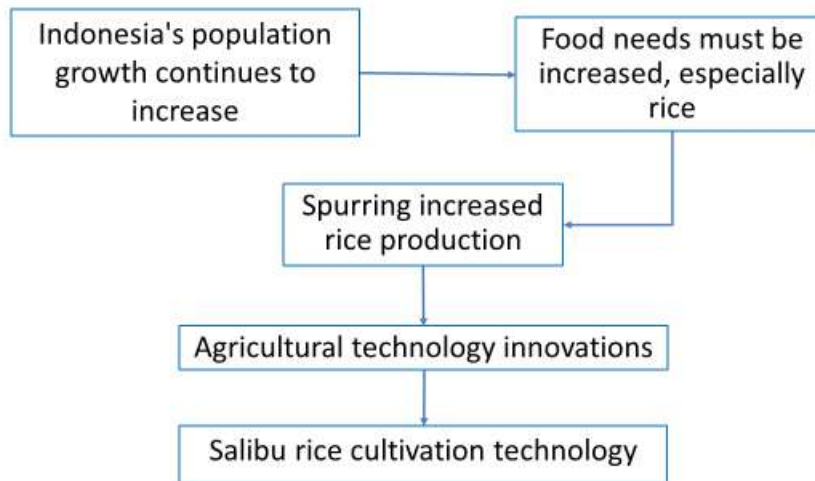 Indonesia's population
growth continues to
increase
Food needs must be
increased, especially
rice
Spurring increased
rice production
Agricultural technology innovations
Salibu rice cultivation technology